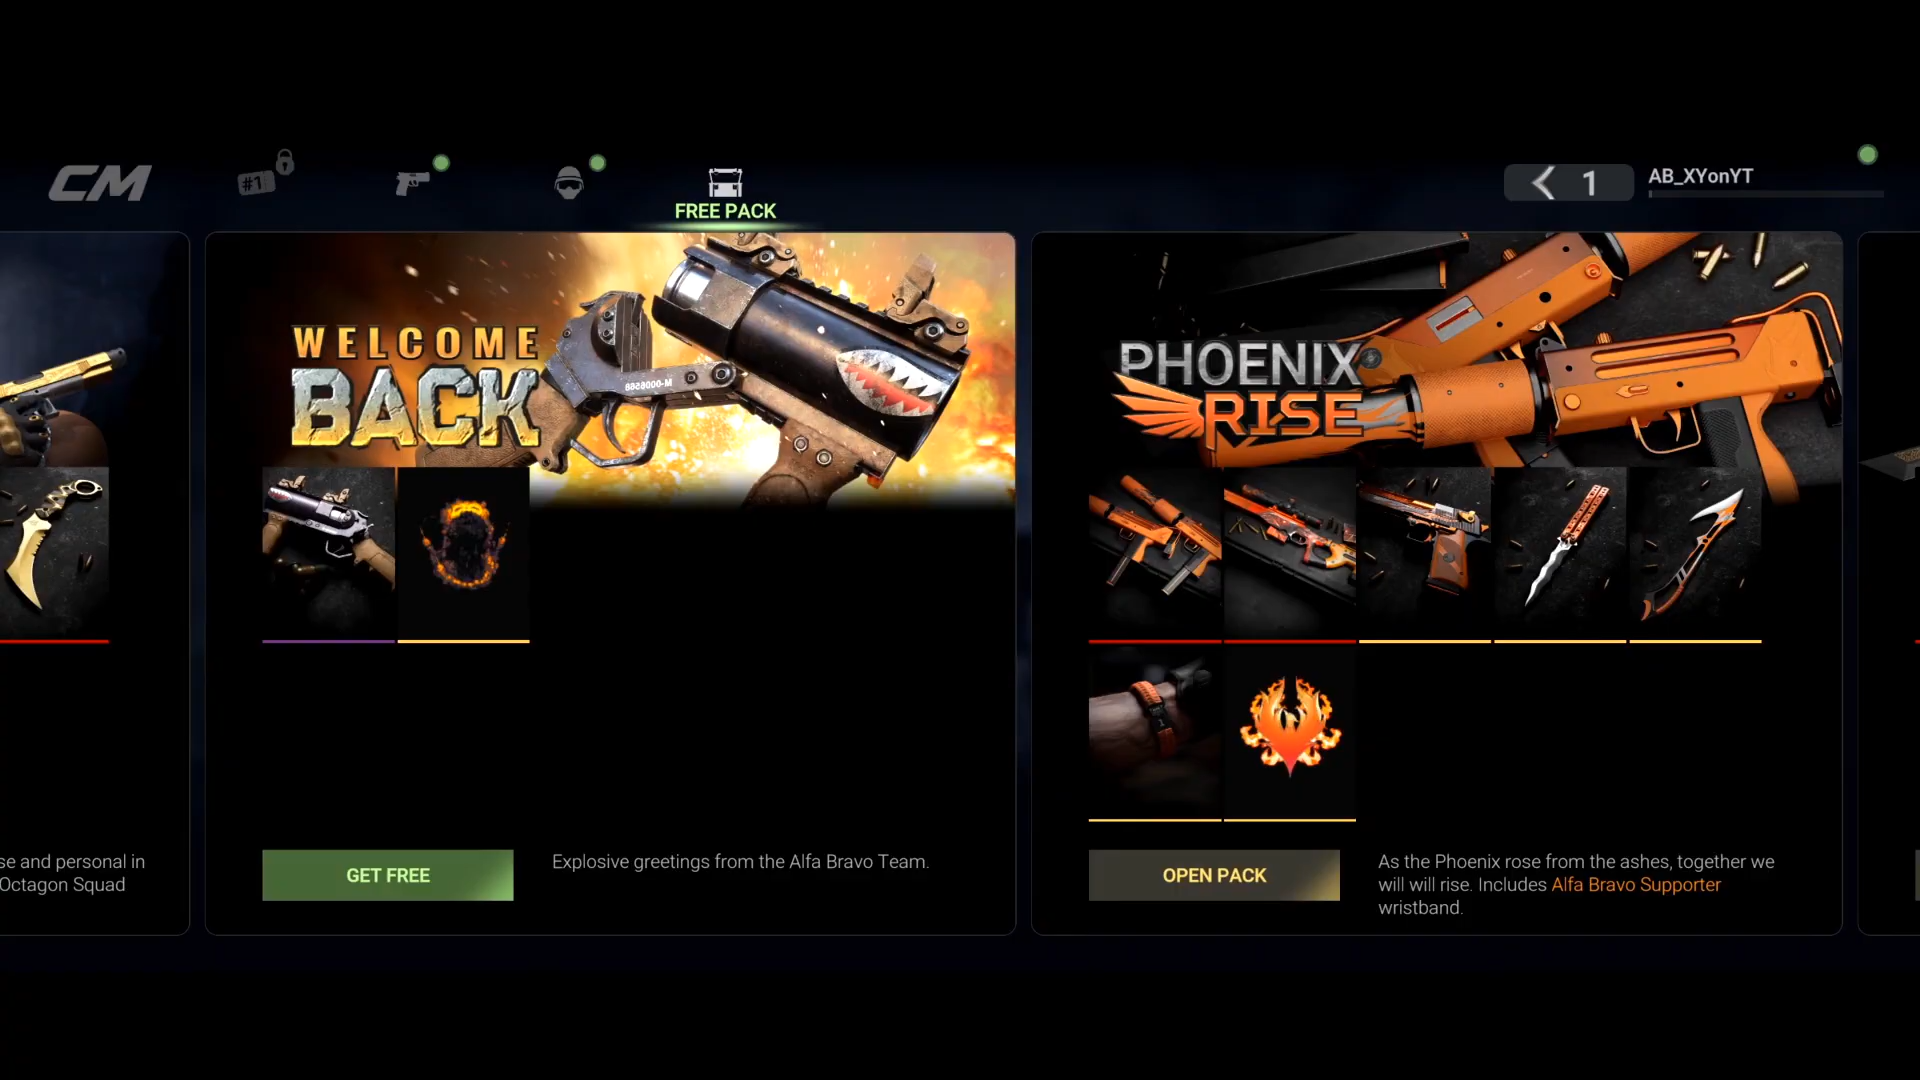 CM
#1
FREE PACK
1
AB_XYonYT
WELCOME
BACK
M-0006568
PHOENIX
RISE
se and personal in
Octagon Squad
GET FREE
Explosive greetings from the Alfa Bravo Team.
OPEN PACK
As the Phoenix rose from the ashes, together we
will will rise. Includes Alfa Bravo Supporter
wristband.